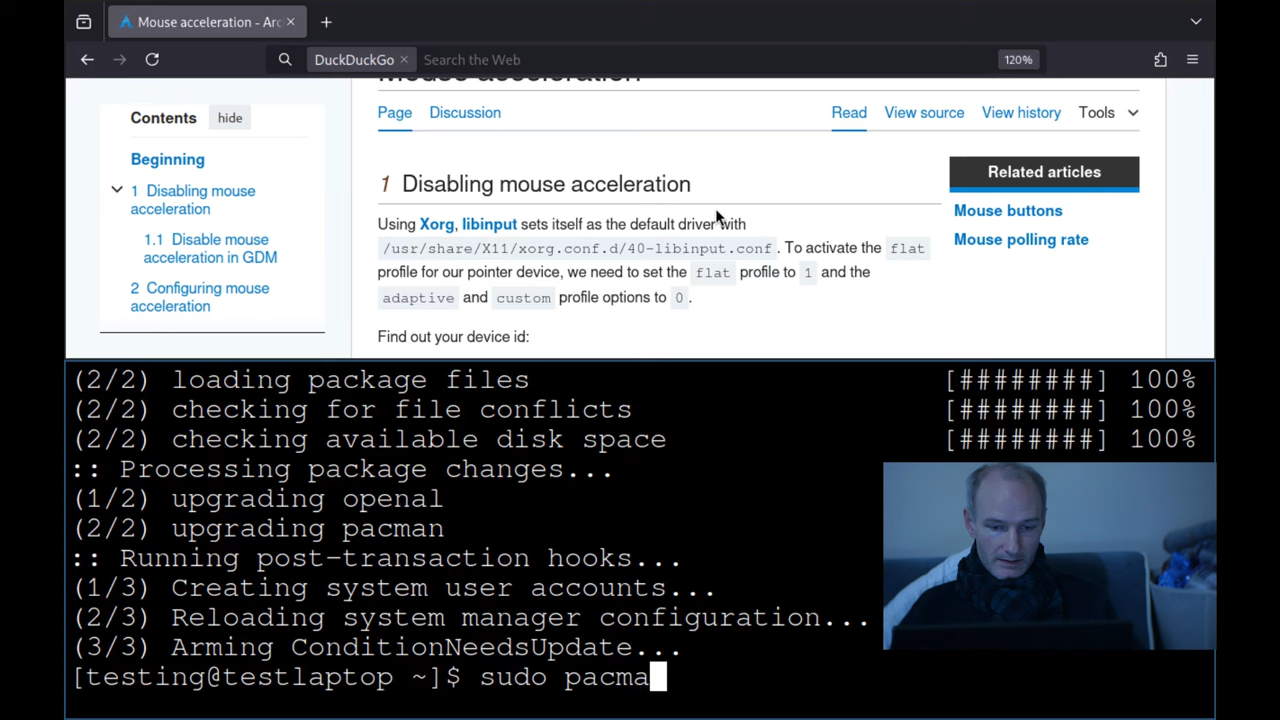 Mouse acceleration - Arc
DuckDuckGo
Search the Web
120%
Mouse acceleration
Contents
hide
Beginning
1 Disabling mouse
acceleration
1.1 Disable mouse
acceleration in GDM
2 Configuring mouse
acceleration
Page Discussion
Read View source View history Tools
1 Disabling mouse acceleration
Using Xorg, libinput sets itself as the default driver with
/usr/share/X11/xorg.conf.d/40-libinput.conf. To activate the flat
profile for our pointer device, we need to set the flat profile to 1 and the
adaptive and custom profile options to 0.
Find out your device id:
Related articles
Mouse buttons
Mouse polling rate
(2/2) loading package files [########] 100%
(2/2) checking for file conflicts [########] 100%
(2/2) checking available disk space [########] 100%
:: Processing package changes...
(1/2) upgrading openal
(2/2) upgrading pacman
:: Running post-transaction hooks...
(1/3) Creating system user accounts...
(2/3) Reloading system manager configuration...
(3/3) Arming ConditionNeedsUpdate...
[testing@testlaptop ~]$ sudo pacma